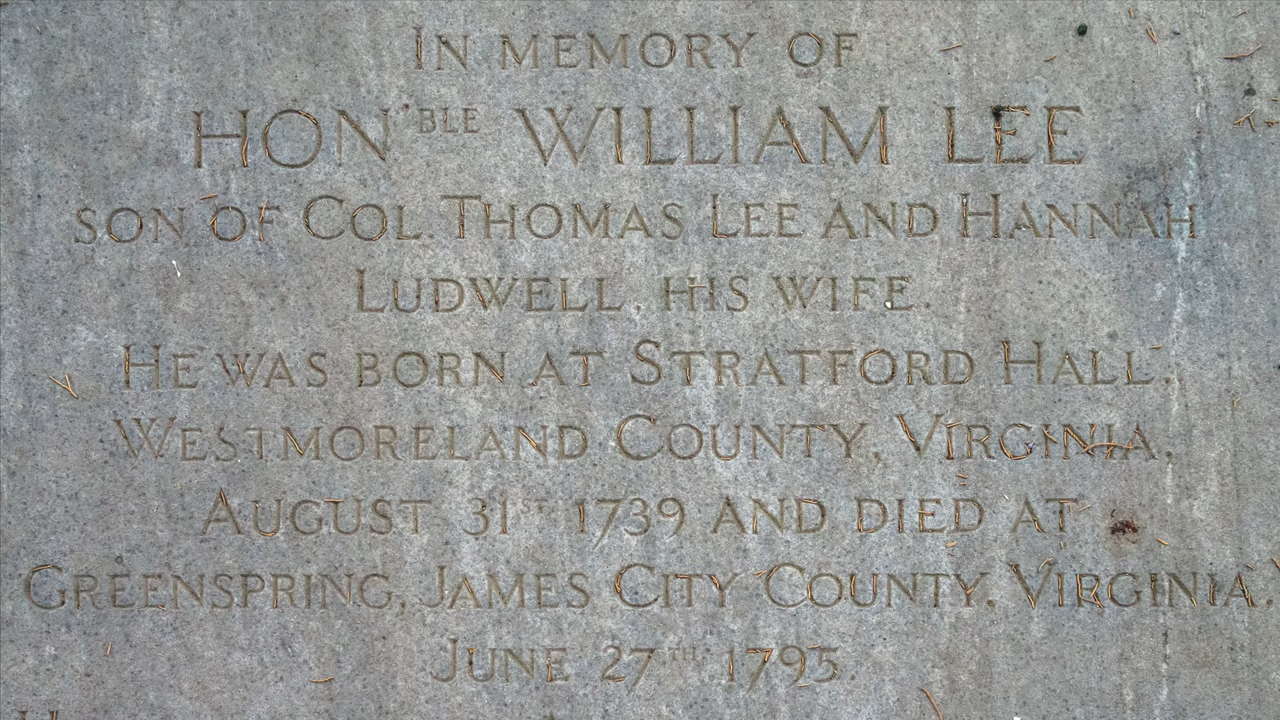 IN MEMORY OF
HON'BLE WILLIAM LEE
SON OF COL. THOMAS LEE AND HANNAH
LUDWELL, HIS WIFE.
HE WAS BORN AT STRATFORD HALL,
WESTMORELAND COUNTY, VIRGINIA,
AUGUST 31ST 1739 AND DIED AT
GREENSPRING, JAMES CITY COUNTY, VIRGINIA,
JUNE 27TH 1795.